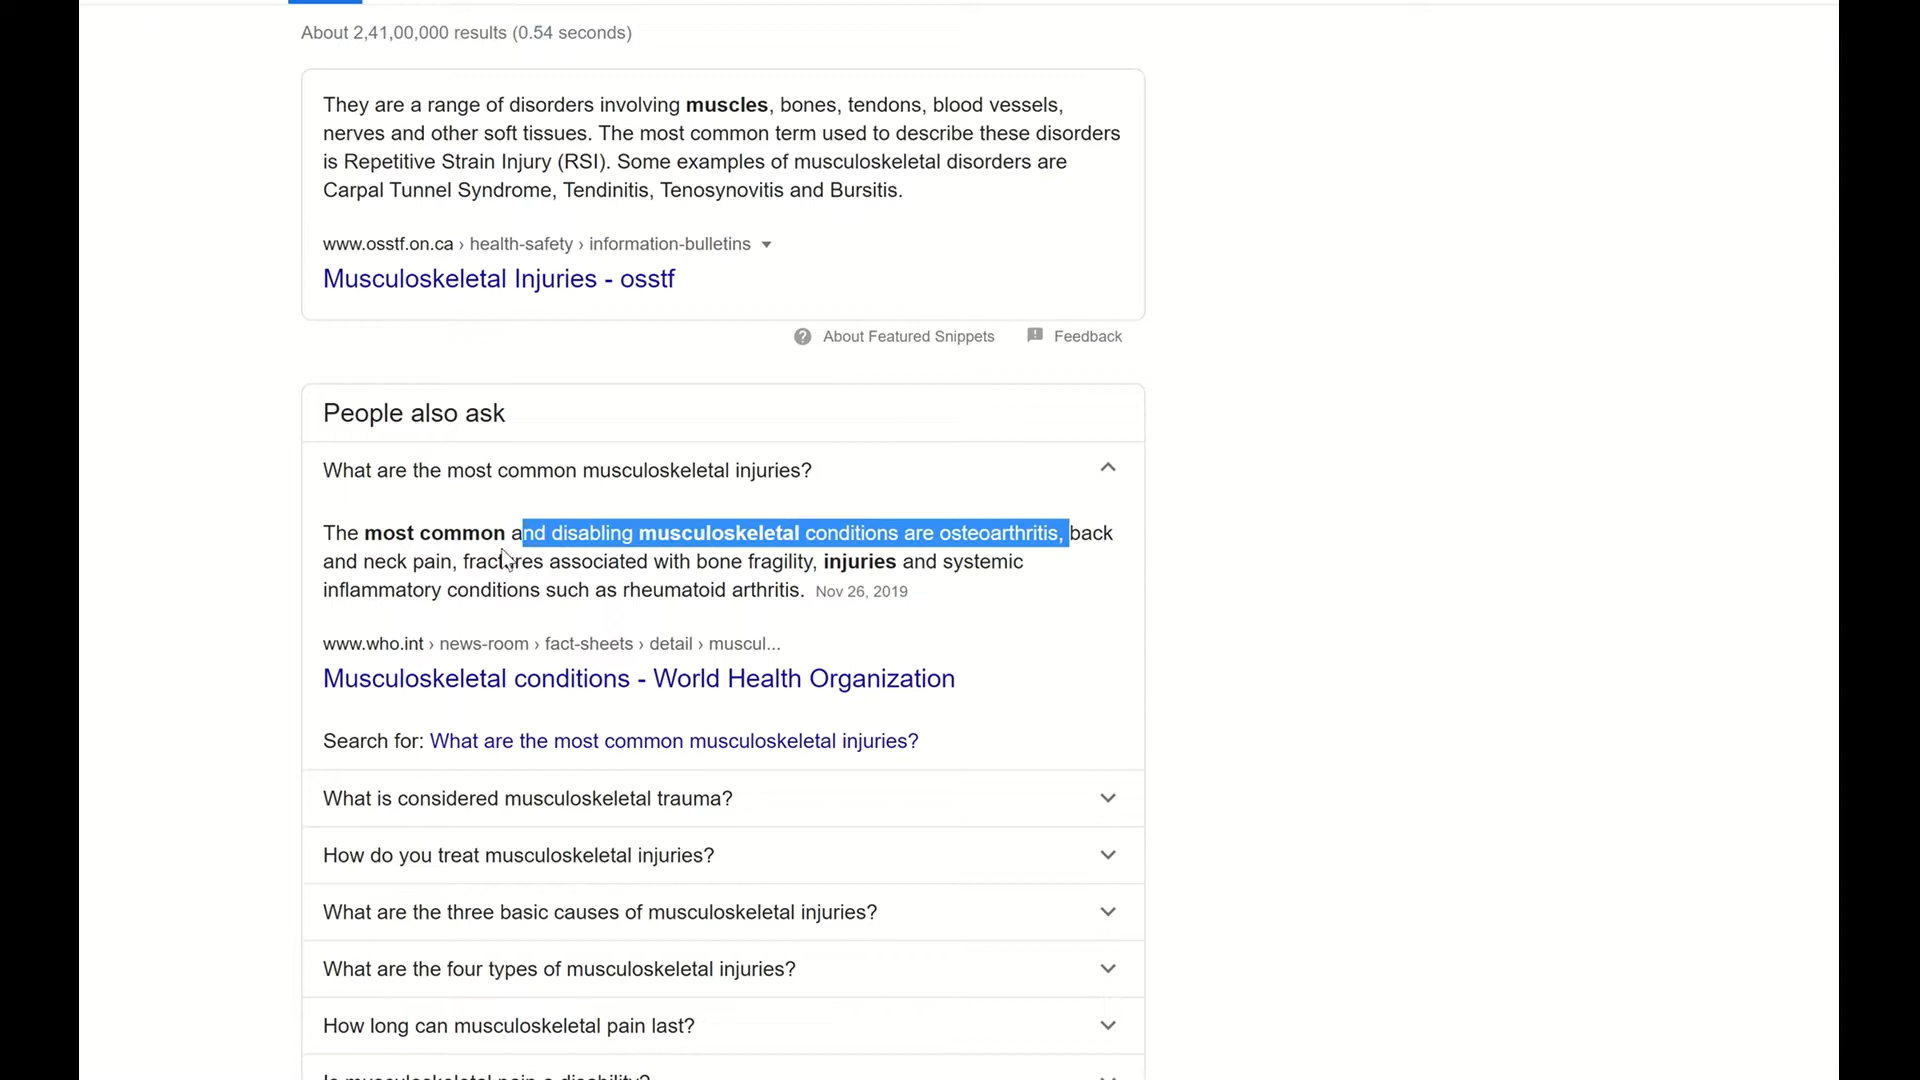 About 2,41,00,000 results (0.54 seconds)
They are a range of disorders involving muscles, bones, tendons, blood vessels,
nerves and other soft tissues. The most common term used to describe these disorders
is Repetitive Strain Injury (RSI). Some examples of musculoskeletal disorders are
Carpal Tunnel Syndrome, Tendinitis, Tenosynovitis and Bursitis.
www.osstf.on.ca › health-safety › information-bulletins
Musculoskeletal Injuries - osstf
About Featured Snippets Feedback
People also ask
What are the most common musculoskeletal injuries?
The most common and disabling musculoskeletal conditions are osteoarthritis, back
and neck pain, fractures associated with bone fragility, injuries and systemic
inflammatory conditions such as rheumatoid arthritis. Nov 26, 2019
www.who.int › news-room › fact-sheets › detail › muscul...
Musculoskeletal conditions - World Health Organization
Search for: What are the most common musculoskeletal injuries?
What is considered musculoskeletal trauma?
How do you treat musculoskeletal injuries?
What are the three basic causes of musculoskeletal injuries?
What are the four types of musculoskeletal injuries?
How long can musculoskeletal pain last?
Is musculoskeletal pain a disability?